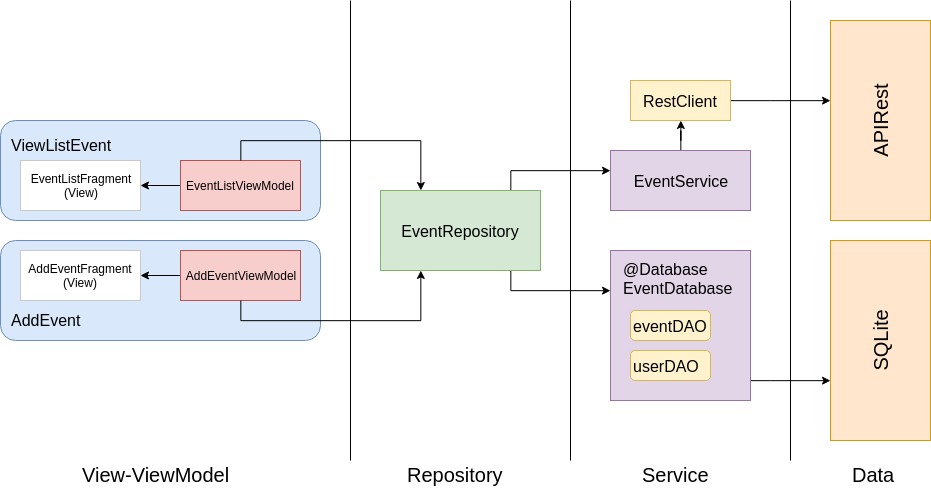 ViewListEvent
EventListFragment
(View)
EventListViewModel
AddEventFragment
(View)
AddEventViewModel
AddEvent
EventRepository
RestClient
EventService
@Database
EventDatabase
eventDAO
userDAO
APIRest
SQLite
View-ViewModel
Repository
Service
Data